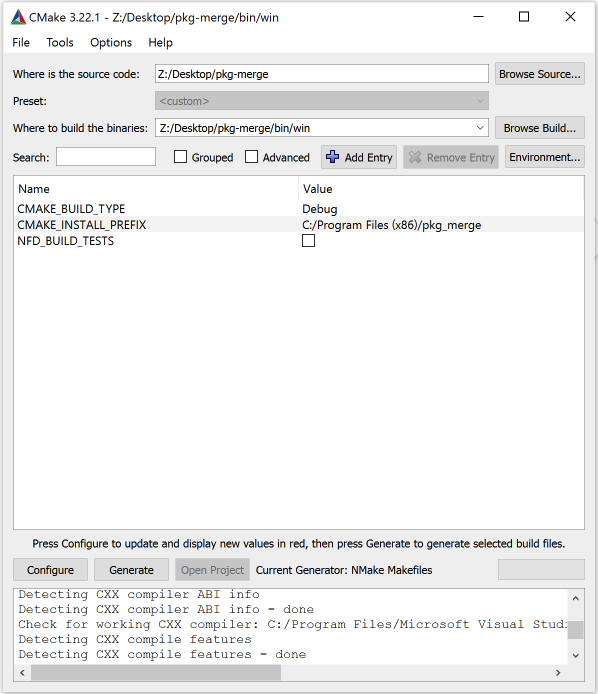 CMake 3.22.1 - Z:/Desktop/pkg-merge/bin/win
File Tools Options Help
Where is the source code: Z:/Desktop/pkg-merge Browse Source...
Preset: <custom>
Where to build the binaries: Z:/Desktop/pkg-merge/bin/win Browse Build...
Search: Grouped Advanced Add Entry Remove Entry Environment...
Name Value
CMAKE_BUILD_TYPE Debug
CMAKE_INSTALL_PREFIX C:/Program Files (x86)/pkg_merge
NFD_BUILD_TESTS
Press Configure to update and display new values in red, then press Generate to generate selected build files.
Configure Generate Open Project Current Generator: NMake Makefiles
Detecting CXX compiler ABI info
Detecting CXX compiler ABI info - done
Check for working CXX compiler: C:/Program Files/Microsoft Visual Studi
Detecting CXX compile features
Detecting CXX compile features - done